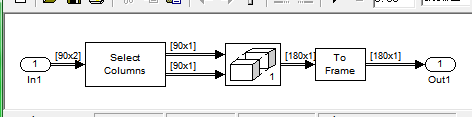 [90x2]
[90x1]
[90x1]
[180x1]
[180x1]
1
In1
Select
Columns
1
To
Frame
1
Out1